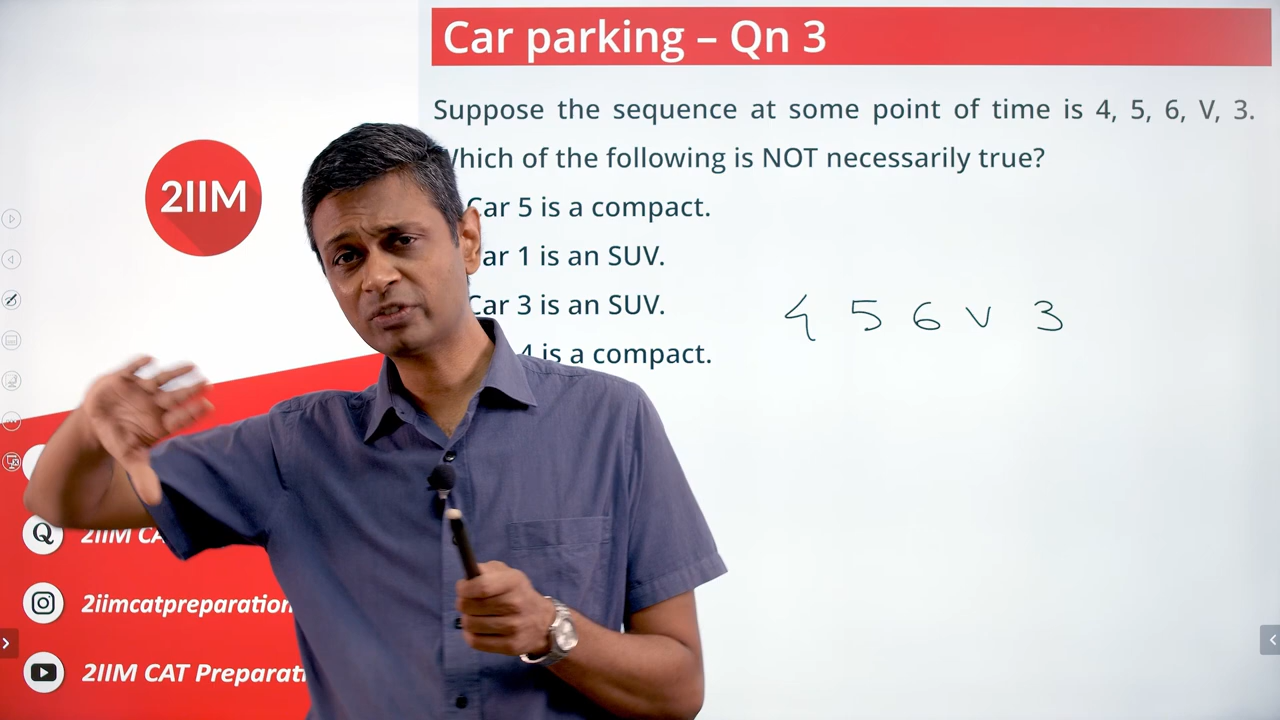 Car parking – Qn 3
Suppose the sequence at some point of time is 4, 5, 6, V, 3.
Which of the following is NOT necessarily true?
Car 5 is a compact.
Car 1 is an SUV.
Car 3 is an SUV.
4 is a compact.
4 5 6 V 3
2IIM
Q
2IIM CA
2iimcatpreparation
2IIM CAT Preparati